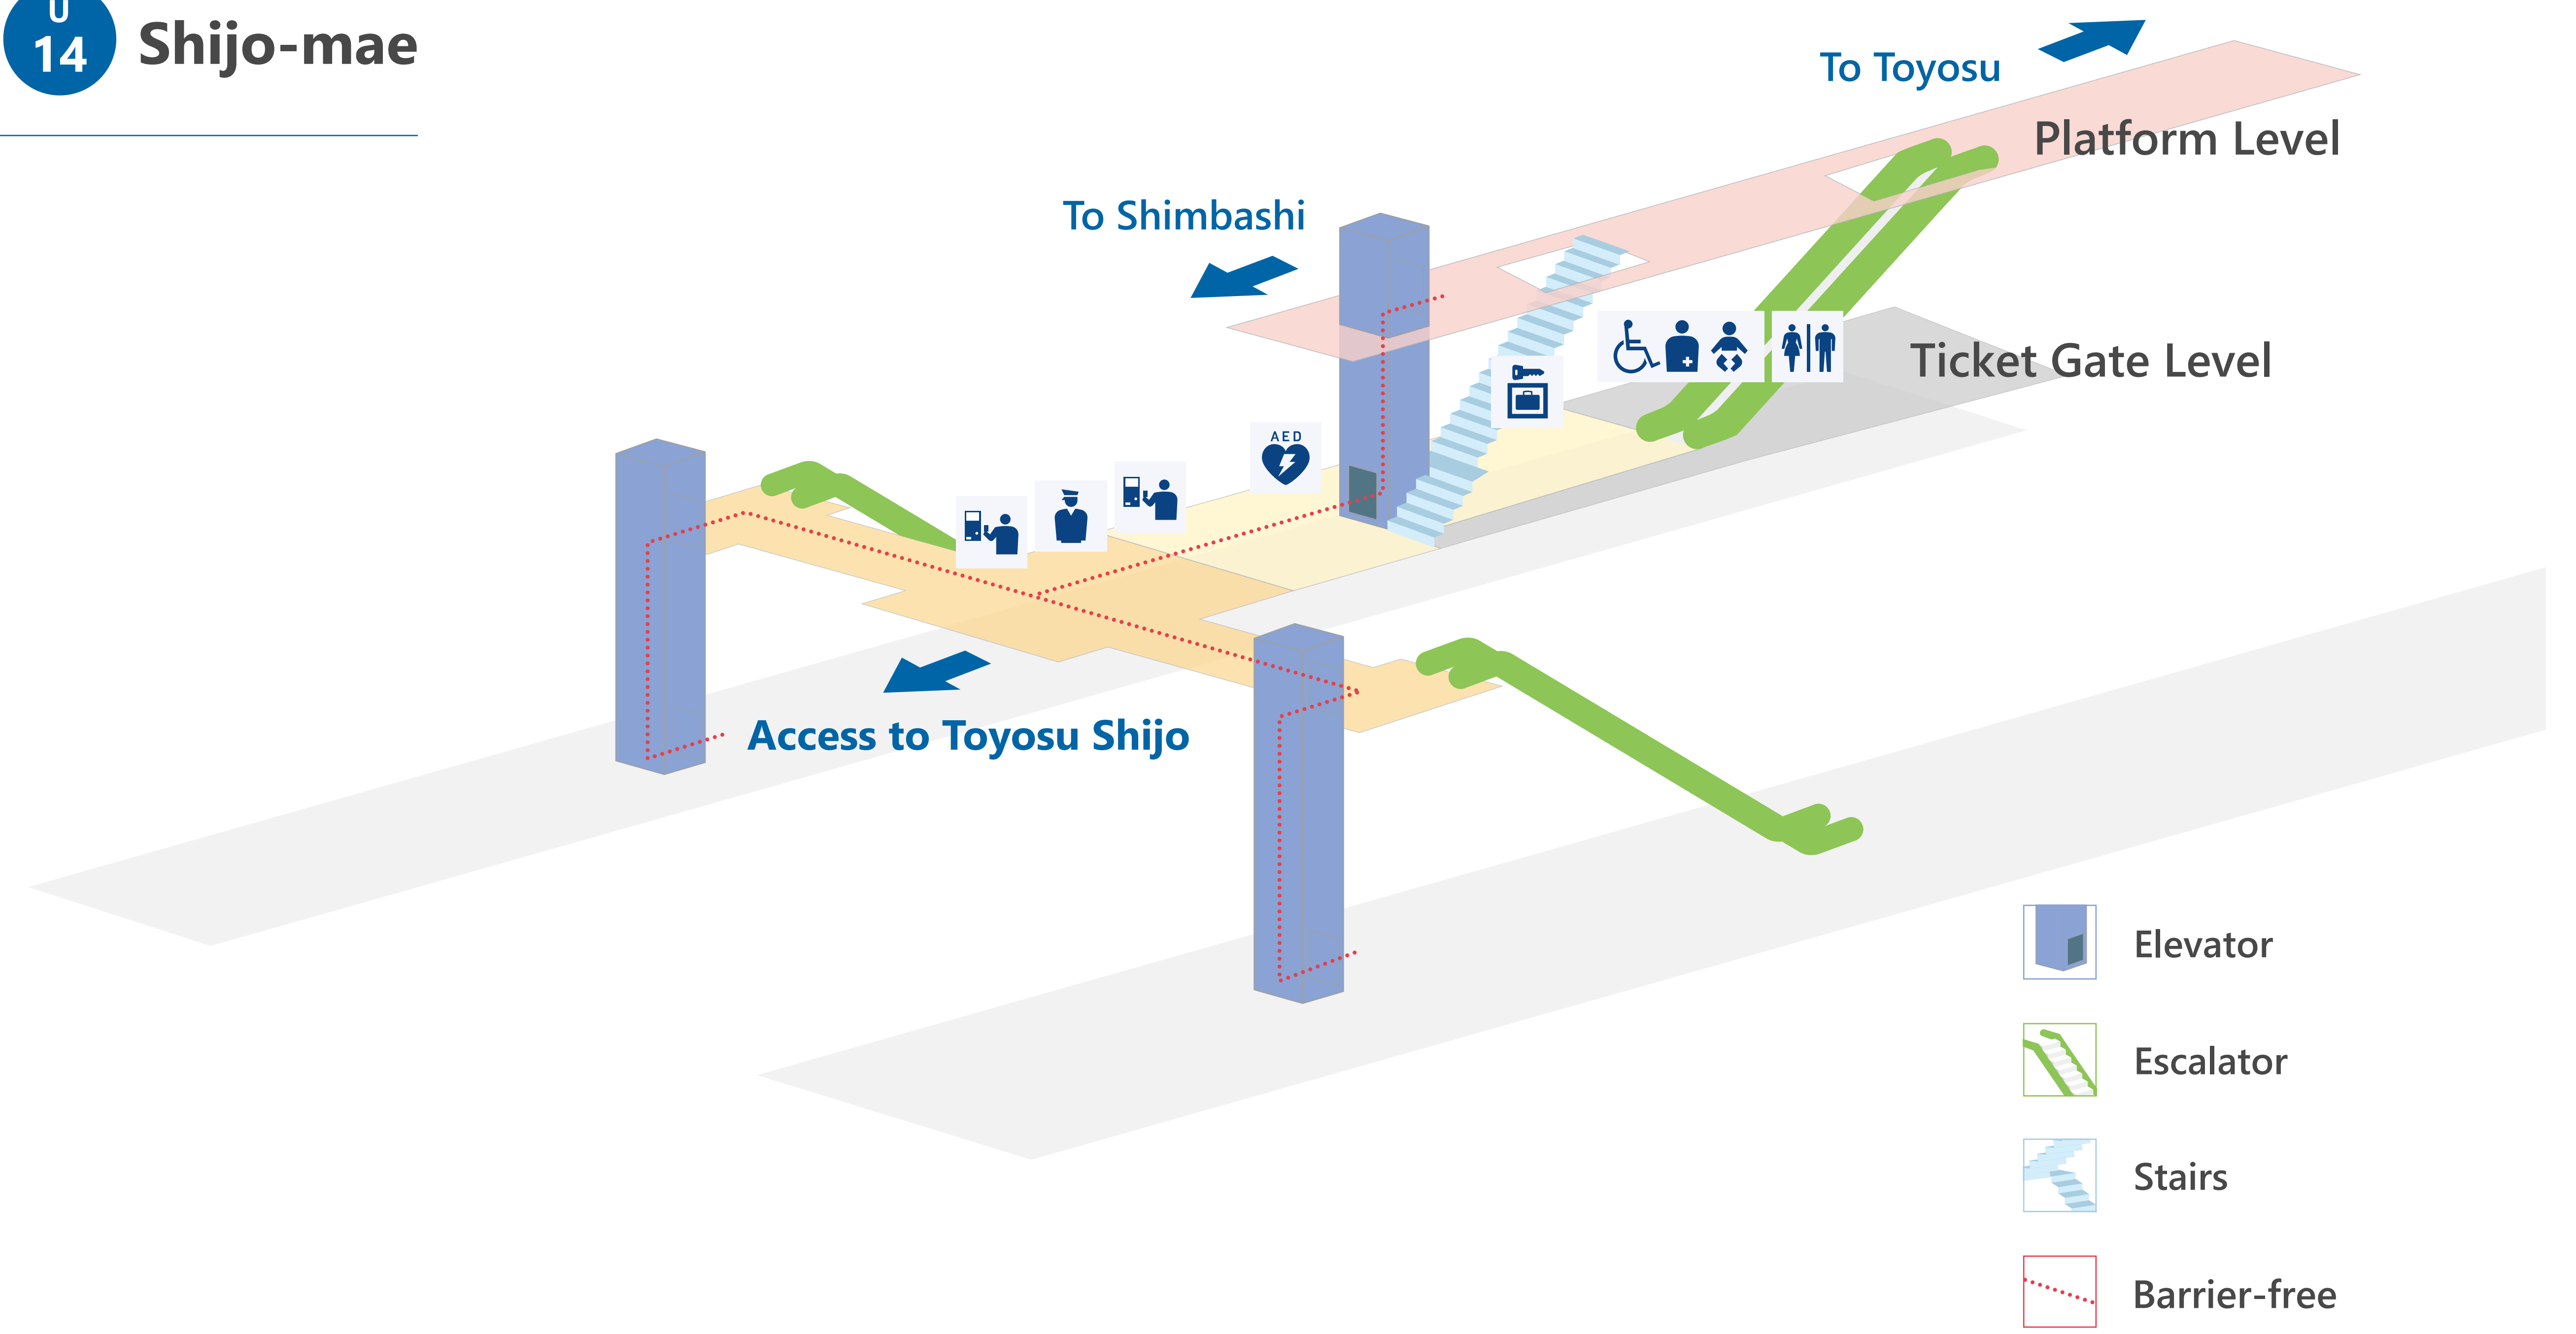 U
14
Shijo-mae
To Toyosu
Platform Level
To Shimbashi
Ticket Gate Level
AED
Access to Toyosu Shijo
Elevator
Escalator
Stairs
Barrier-free